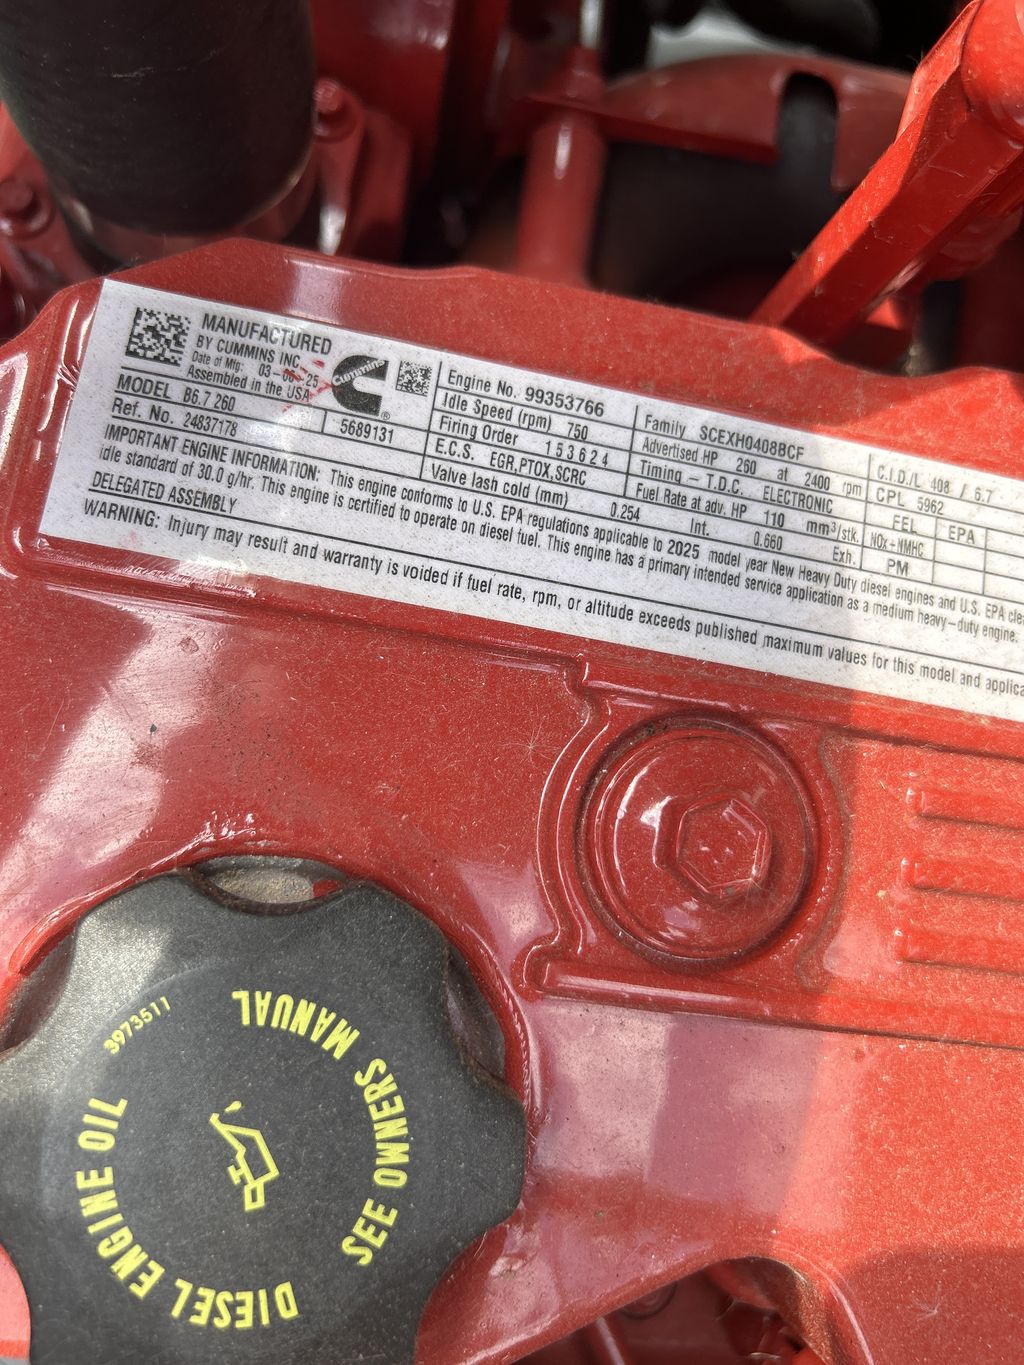 MANUFACTURED
BY CUMMINS INC.
Date of Mfg: 03- -25
Assembled in the USA
Cummins
®
MODEL B6.7 260
Ref. No. 24837178
5689131
Engine No. 99353766
Idle Speed (rpm) 750
Firing Order 1 5 3 6 2 4
E.C.S. EGR,PTOX,SCRC
Valve lash cold (mm) 0.254 Int. 0.660 Exh.
Family SCEXH0408BCF
Advertised HP 260 at 2400 rpm
Timing – T.D.C. ELECTRONIC
Fuel Rate at adv. HP 110 mm³/stk.
C.I.D./L 408 / 6.7
CPL 5962
FEL EPA
NOx+NMHC
PM
IMPORTANT ENGINE INFORMATION: This engine conforms to U.S. EPA regulations applicable to 2025 model year New Heavy Duty diesel engines and U.S. EPA
idle standard of 30.0 g/hr. This engine is certified to operate on diesel fuel. This engine has a primary intended service application as a medium heavy-duty engine.
DELEGATED ASSEMBLY
WARNING: Injury may result and warranty is voided if fuel rate, rpm, or altitude exceeds published maximum values for this model and
3973511
DIESEL ENGINE OIL
SEE OWNERS MANUAL